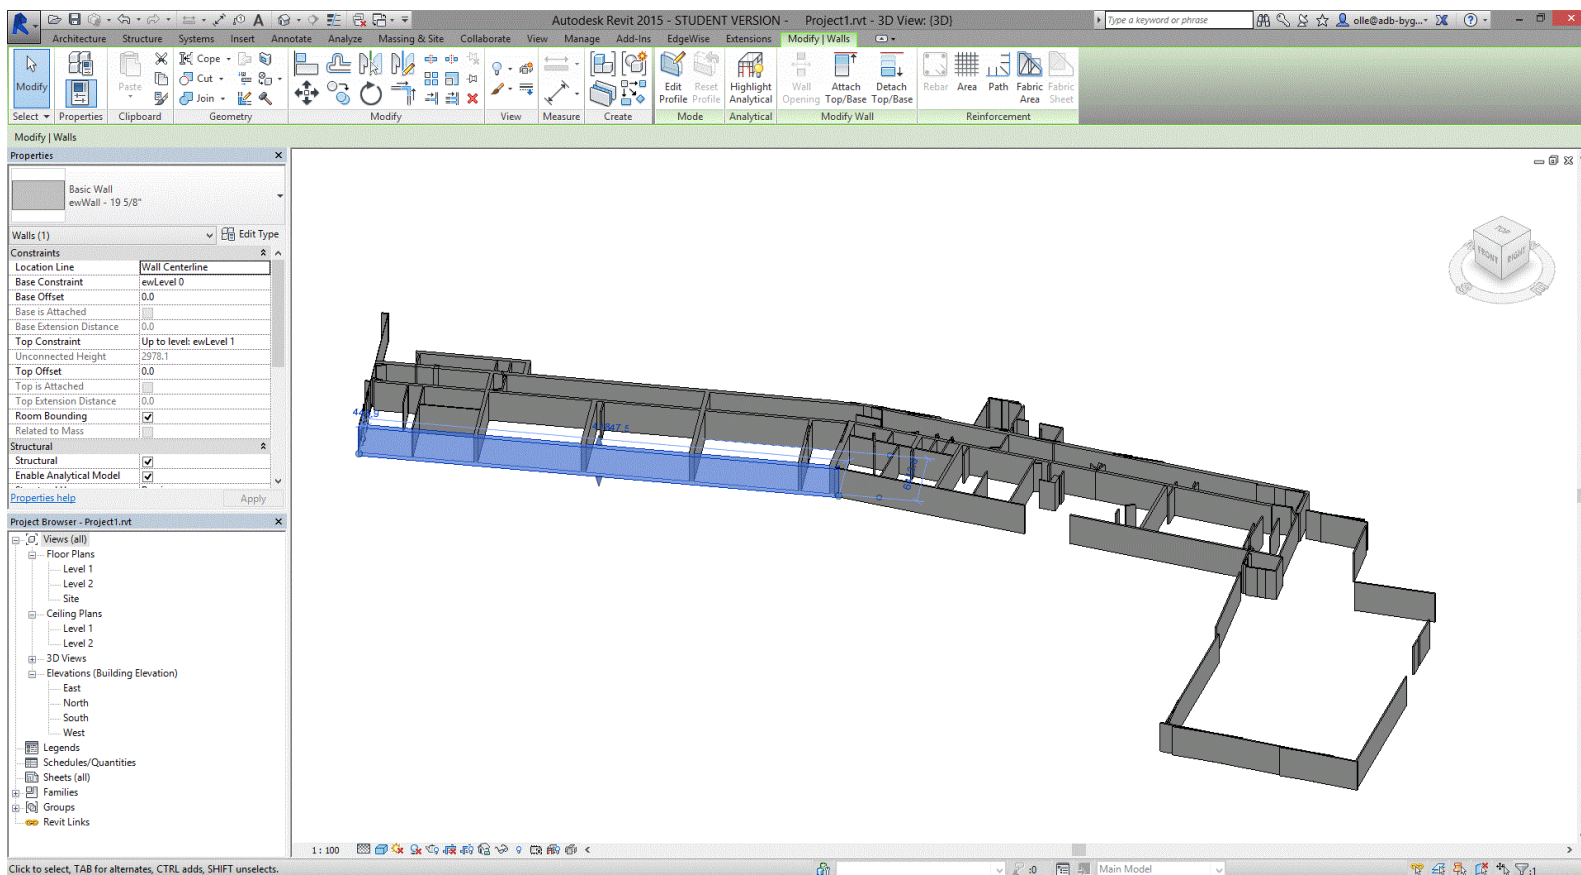 Autodesk Revit 2015 - STUDENT VERSION - Project1.rvt - 3D View: {3D}
Type a keyword or phrase
olle@adb-byg...
Architecture Structure Systems Insert Annotate Analyze Massing & Site Collaborate View Manage Add-Ins EdgeWise Extensions Modify | Walls
Modify
Paste
Cope
Cut
Join
Edit Profile
Reset Profile
Highlight Analytical
Wall Opening
Attach Top/Base
Detach Top/Base
Rebar
Area
Path
Fabric Area
Fabric Sheet
Select Properties Clipboard Geometry Modify View Measure Create Mode Analytical Modify Wall Reinforcement
Modify | Walls
Properties
Basic Wall
ewWall - 19 5/8"
Walls (1) Edit Type
Constraints
Location Line Wall Centerline
Base Constraint ewLevel 0
Base Offset 0.0
Base is Attached
Base Extension Distance 0.0
Top Constraint Up to level: ewLevel 1
Unconnected Height 2978.1
Top Offset 0.0
Top is Attached
Top Extension Distance 0.0
Room Bounding
Related to Mass
Structural
Structural
Enable Analytical Model
Properties help Apply
Project Browser - Project1.rvt
Views (all)
Floor Plans
Level 1
Level 2
Site
Ceiling Plans
Level 1
Level 2
3D Views
Elevations (Building Elevation)
East
North
South
West
Legends
Schedules/Quantities
Sheets (all)
Families
Groups
Revit Links
TOP
FRONT
RIGHT
1 : 100
Click to select, TAB for alternates, CTRL adds, SHIFT unselects.
:0
Main Model
:1